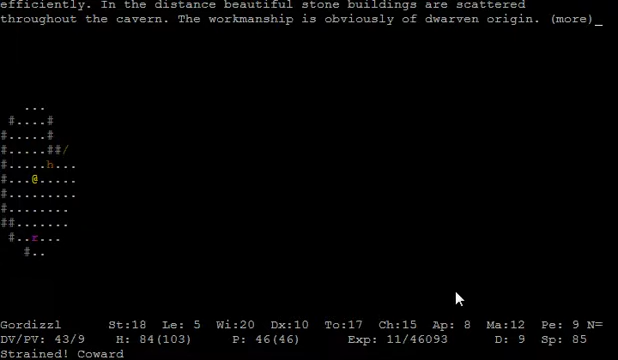 efficiently. In the distance beautiful stone buildings are scattered
throughout the cavern. The workmanship is obviously of dwarven origin. (more)_
...
#....#
#.....#
#.....##/
#.....h...
#...@.....
#.........
#........
##.......
#..r...
#..
Gordizzl St:18 Le: 5 Wi:20 Dx:10 To:17 Ch:15 Ap: 8 Ma:12 Pe: 9 N=
DV/PV: 43/9 H: 84(103) P: 46(46) Exp: 11/46093 D: 9 Sp: 85
Strained! Coward